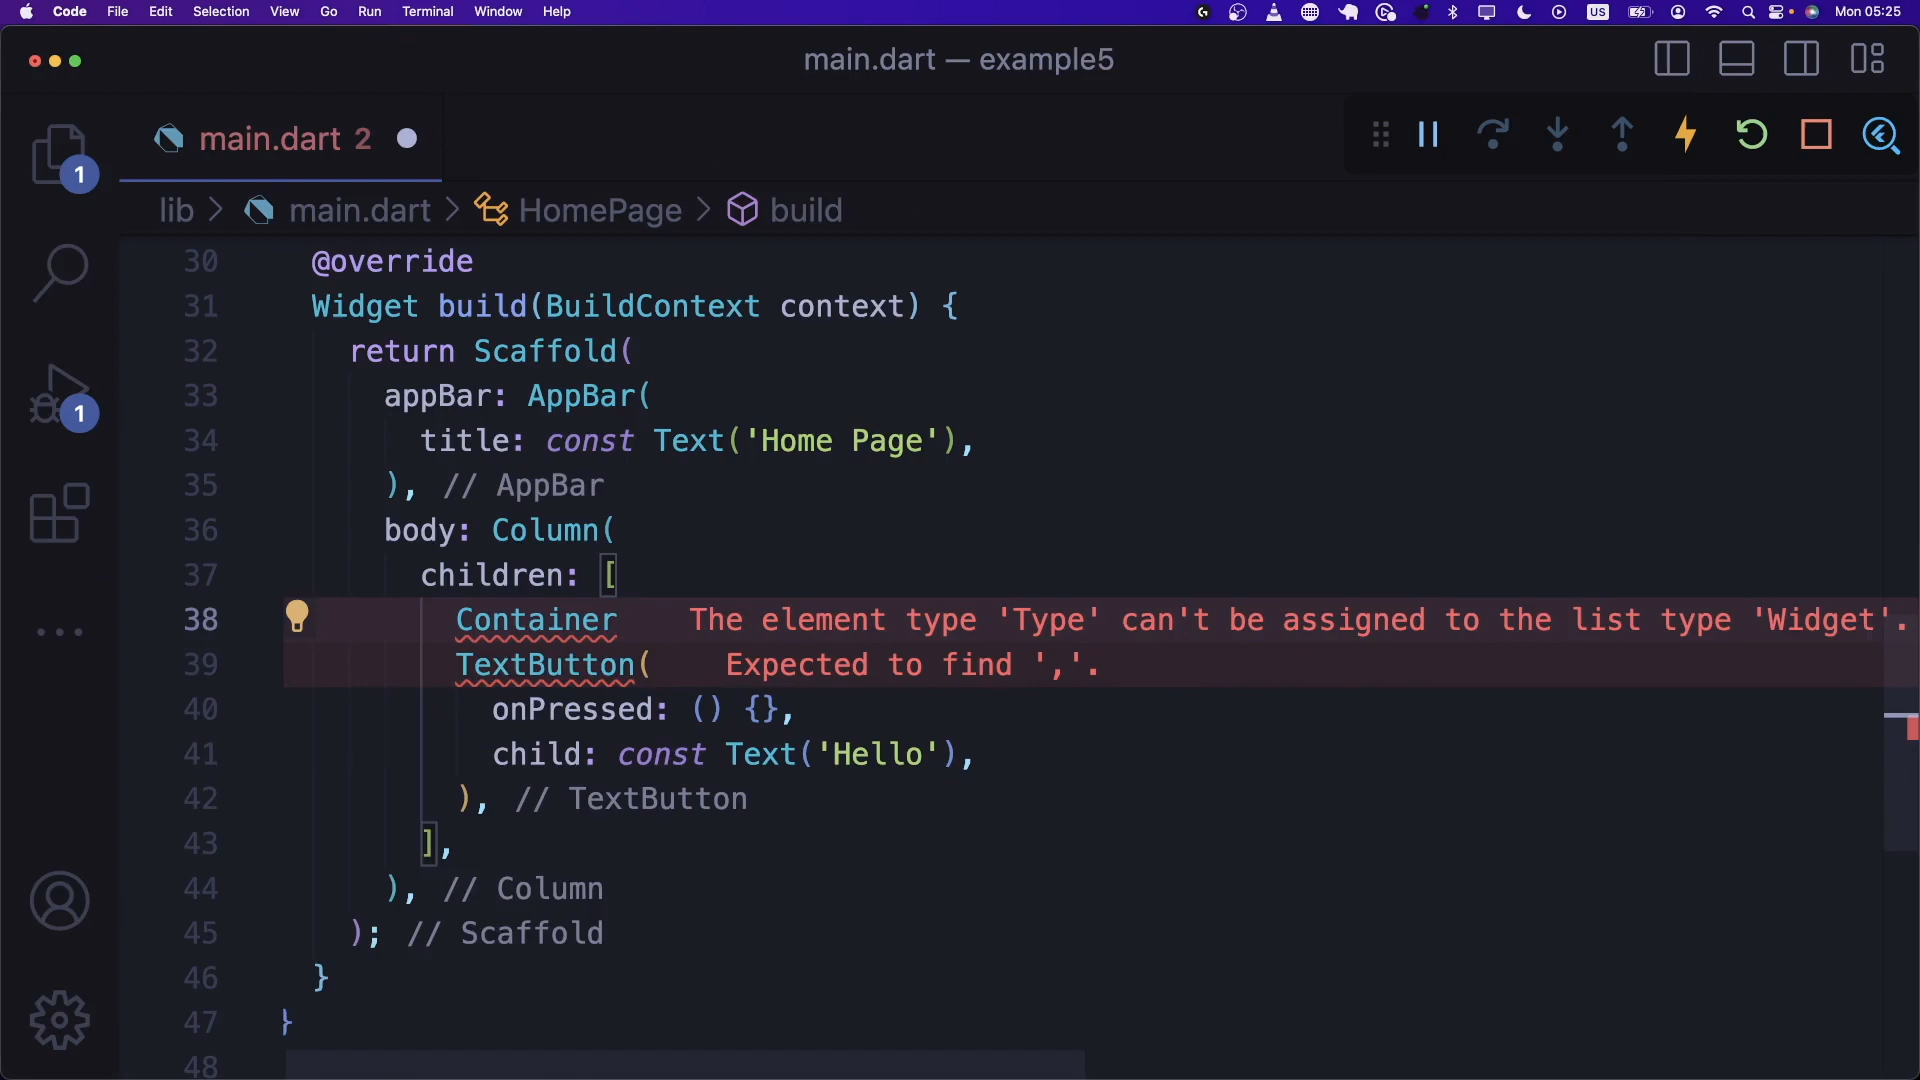 Code File Edit Selection View Go Run Terminal Window Help US Mon 05:25
main.dart — example5
main.dart 2
1
lib > main.dart > HomePage > build
30 @override
31 Widget build(BuildContext context) {
32 return Scaffold(
33 appBar: AppBar(
34 title: const Text('Home Page'),
35 ), // AppBar
36 body: Column(
37 children: [
38 Container The element type 'Type' can't be assigned to the list type 'Widget'.
39 TextButton( Expected to find ','.
1
40 onPressed: () {},
41 child: const Text('Hello'),
42 ), // TextButton
43 ],
44 ), // Column
45 ); // Scaffold
46 }
47 }
48